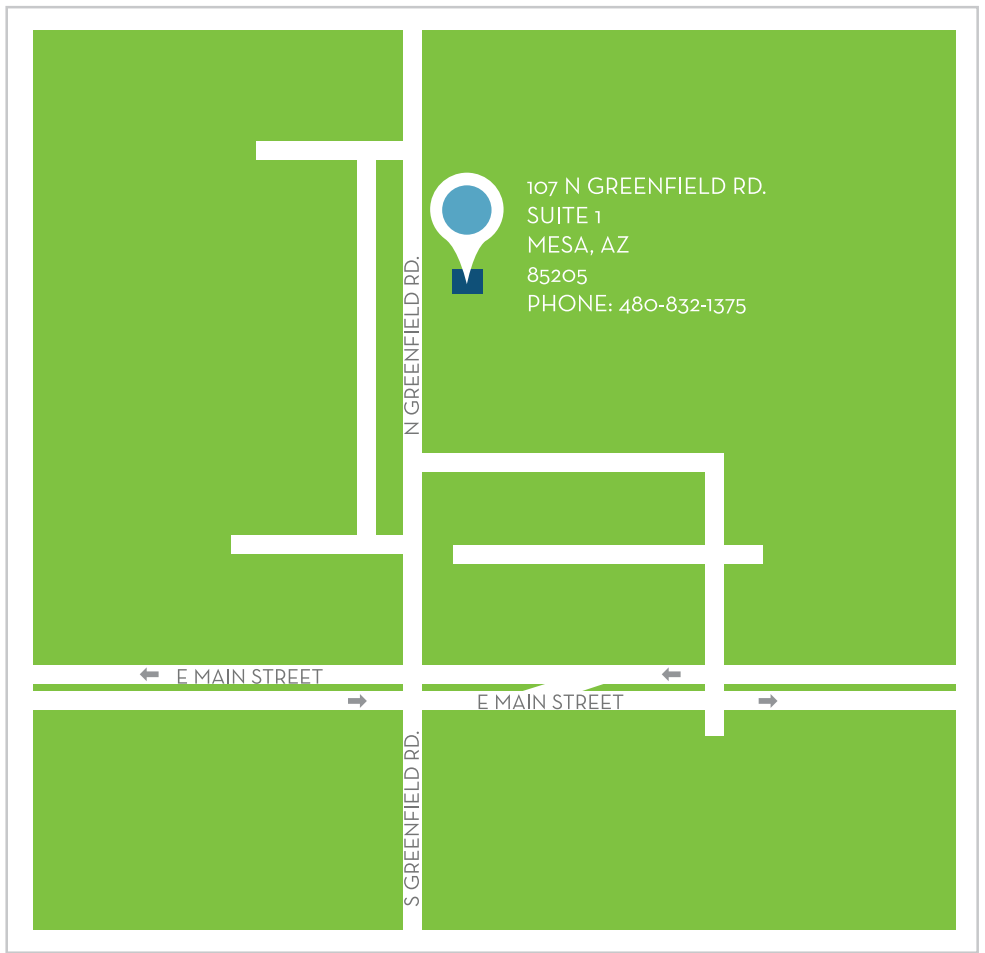 107 N GREENFIELD RD.
SUITE 1
MESA, AZ
85205
PHONE: 480-832-1375
N GREENFIELD RD.
E MAIN STREET
E MAIN STREET
S GREENFIELD RD.